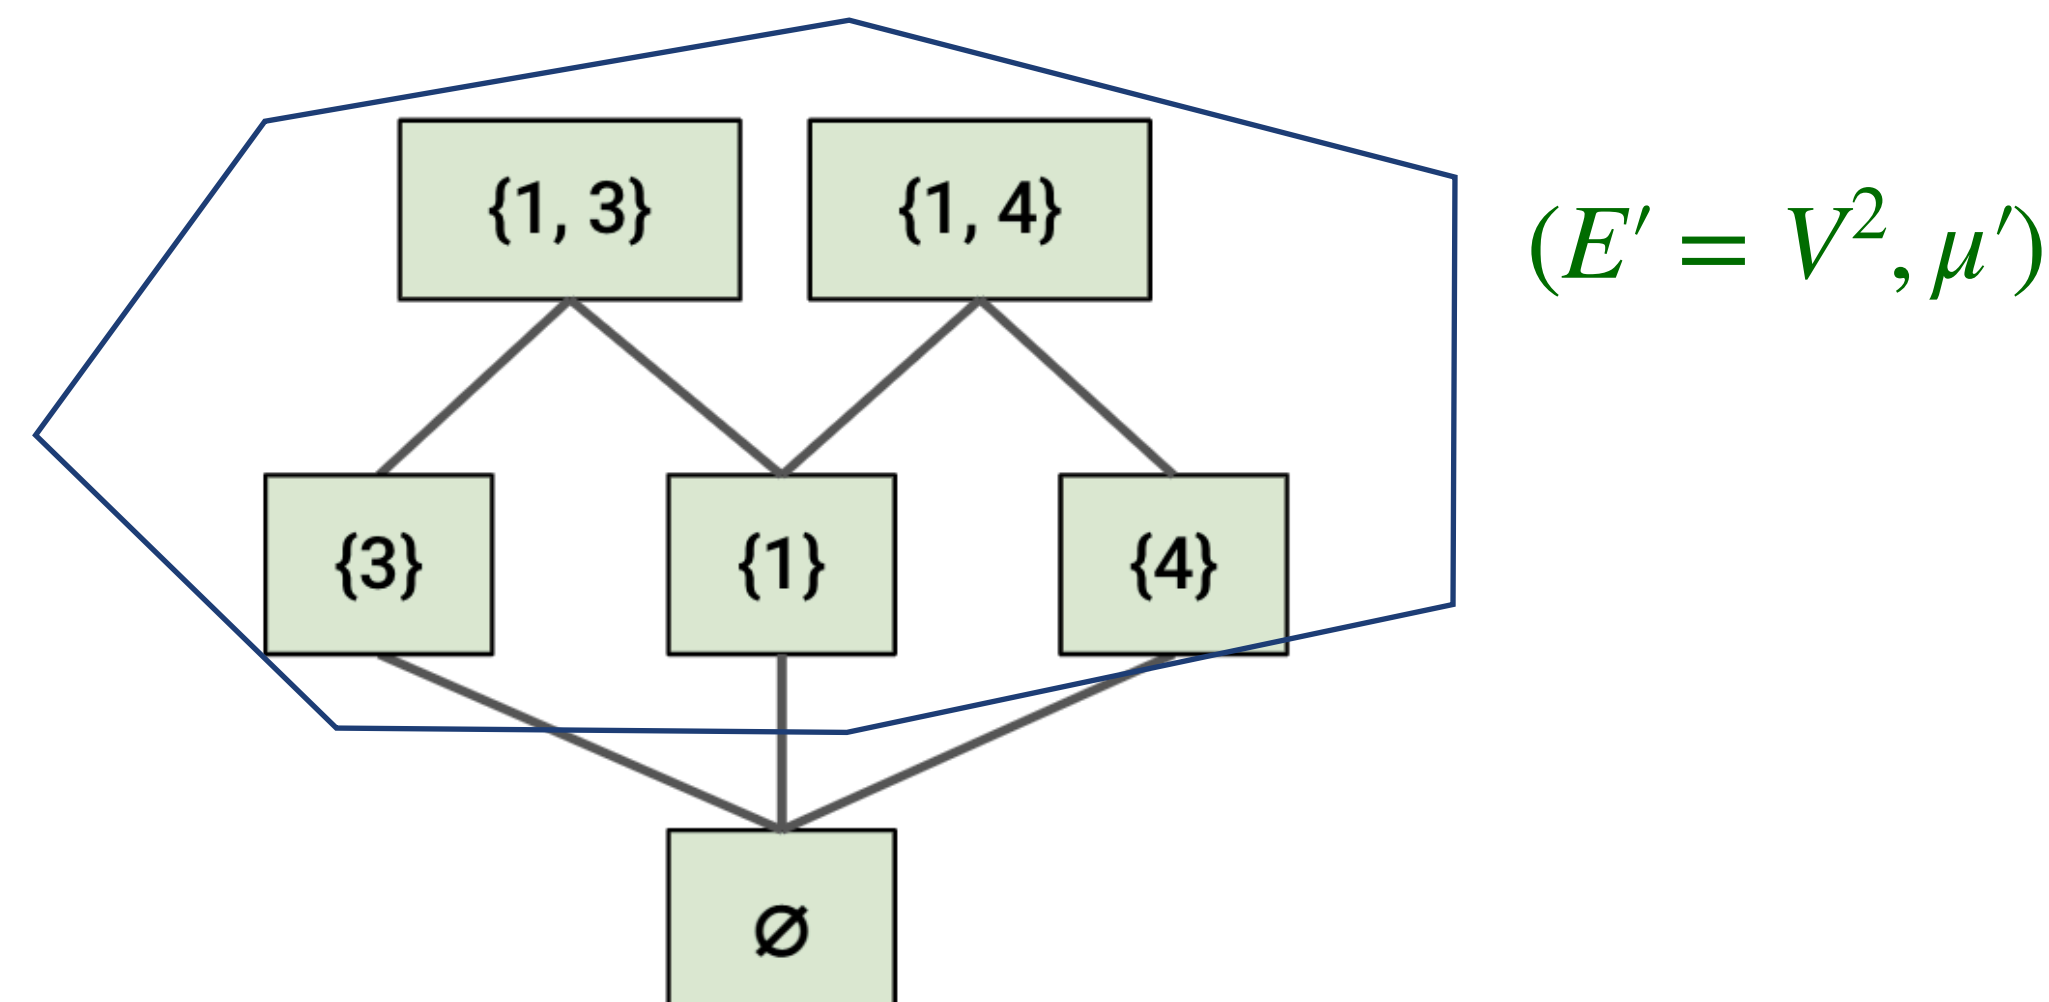 {1, 3} {1, 4}
(E′ = V², μ′)
{3} {1} {4}
∅